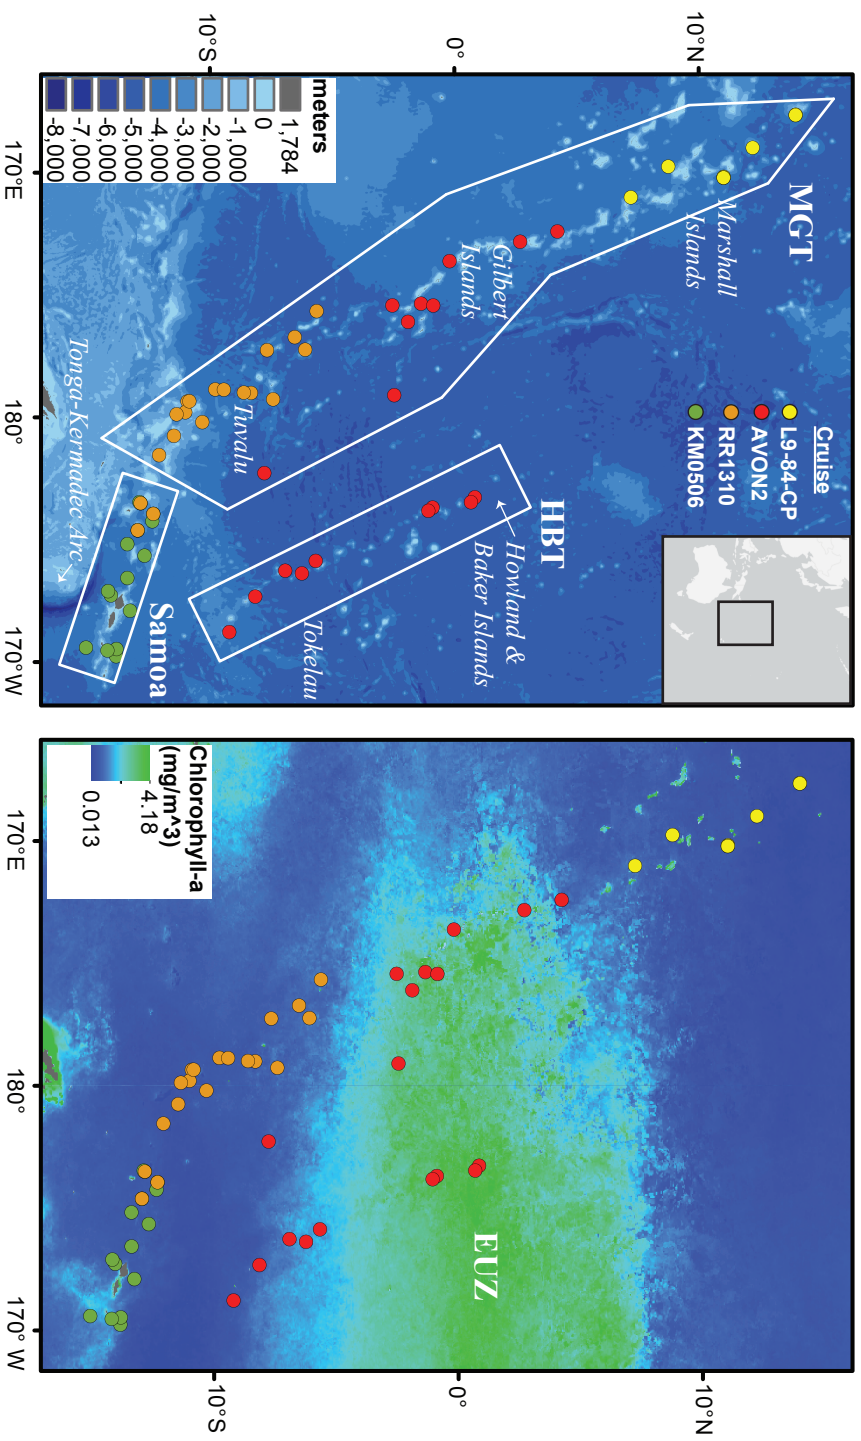 10°S
0°
10°N
170°E
180°
170°W
MGT
Marshall
Islands
Gilbert
Islands
Tuvalu
Tonga-Kermadec Arc
HBT
Howland &
Baker Islands
Tokelau
Samoa
Cruise
L9-84-CP
AVON2
RR1310
KM0506
meters
1,784
0
-1,000
-2,000
-3,000
-4,000
-5,000
-6,000
-7,000
-8,000
Chlorophyll-a
(mg/m^3)
4.18
0.013
EUZ
170°E
180°
170° W
10°S
0°
10°N